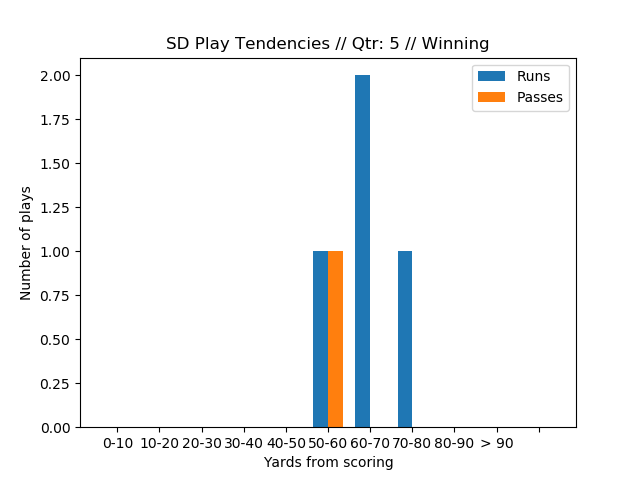 SD Play Tendencies // Qtr: 5 // Winning
Runs
Passes
2.00
1.75
1.50
1.25
1.00
0.75
0.50
0.25
0.00
Number of plays
0-10 10-20 20-30 30-40 40-50 50-60 60-70 70-80 80-90 > 90
Yards from scoring